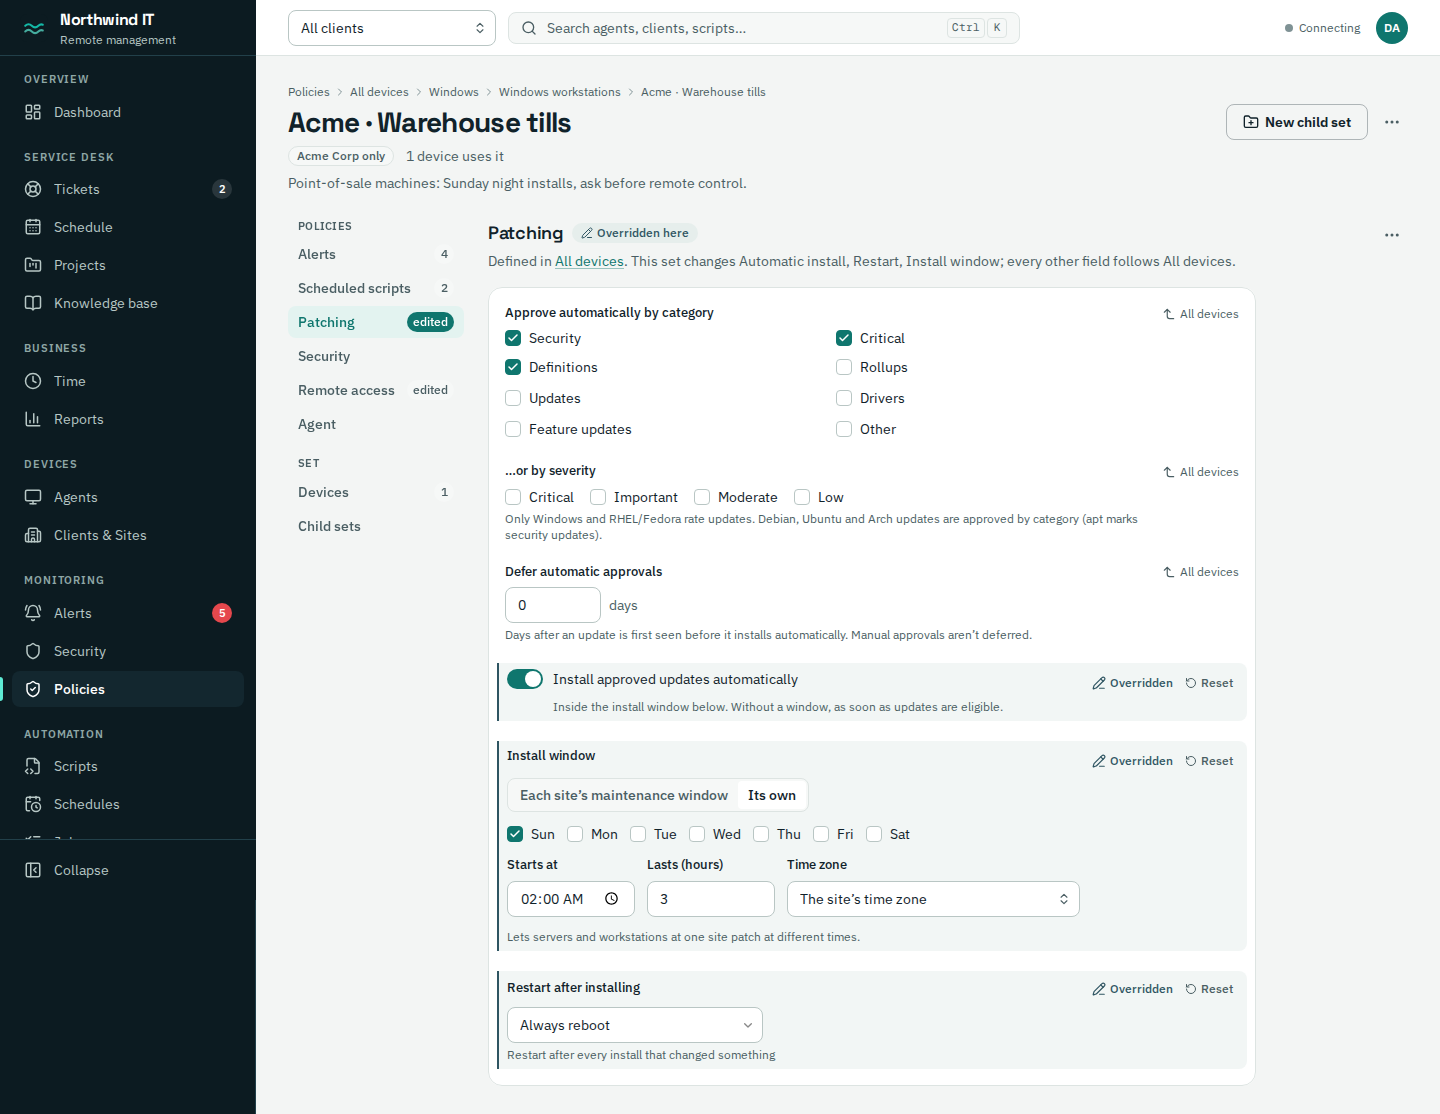 Northwind IT
Remote management
All clients
Search agents, clients, scripts...
Ctrl K
Connecting
DA
OVERVIEW
Dashboard
SERVICE DESK
Tickets 2
Schedule
Projects
Knowledge base
BUSINESS
Time
Reports
DEVICES
Agents
Clients & Sites
MONITORING
Alerts 5
Security
Policies
AUTOMATION
Scripts
Schedules
Collapse
Policies > All devices > Windows > Windows workstations > Acme · Warehouse tills
Acme · Warehouse tills
New child set
Acme Corp only 1 device uses it
Point-of-sale machines: Sunday night installs, ask before remote control.
POLICIES
Alerts 4
Scheduled scripts 2
Patching edited
Security
Remote access edited
Agent
SET
Devices 1
Child sets
Patching Overridden here
Defined in All devices. This set changes Automatic install, Restart, Install window; every other field follows All devices.
Approve automatically by category All devices
Security Critical
Definitions Rollups
Updates Drivers
Feature updates Other
...or by severity All devices
Critical Important Moderate Low
Only Windows and RHEL/Fedora rate updates. Debian, Ubuntu and Arch updates are approved by category (apt marks
security updates).
Defer automatic approvals All devices
0 days
Days after an update is first seen before it installs automatically. Manual approvals aren't deferred.
Install approved updates automatically Overridden Reset
Inside the install window below. Without a window, as soon as updates are eligible.
Install window Overridden Reset
Each site's maintenance window Its own
Sun Mon Tue Wed Thu Fri Sat
Starts at Lasts (hours) Time zone
02:00 AM 3 The site's time zone
Lets servers and workstations at one site patch at different times.
Restart after installing Overridden Reset
Always reboot
Restart after every install that changed something